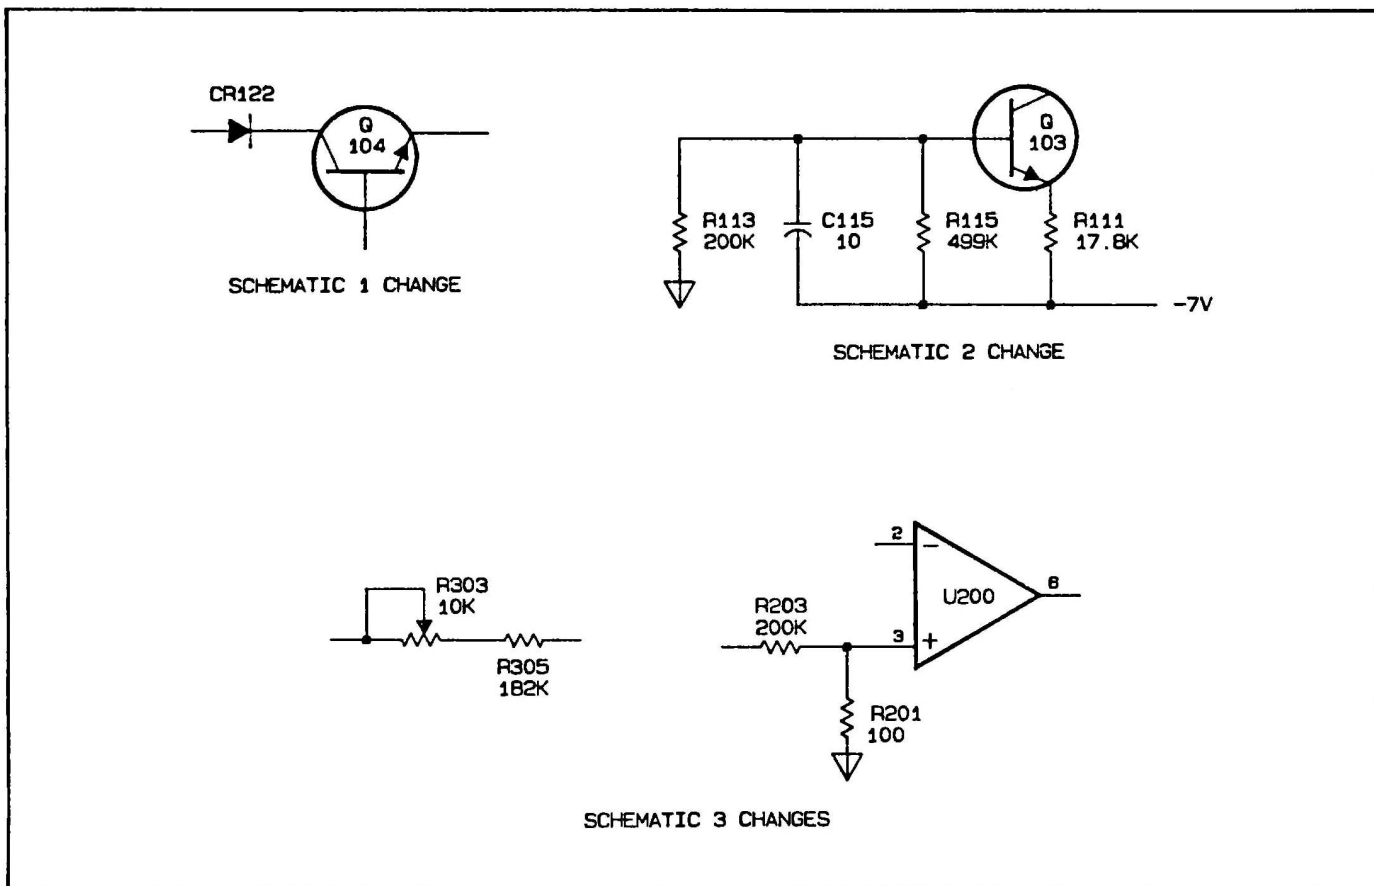 CR122
Q
104
SCHEMATIC 1 CHANGE
Q
103
R113
200K
C115
10
R115
499K
R111
17.8K
-7V
SCHEMATIC 2 CHANGE
R303
10K
R305
182K
2
-
U200
6
R203
200K
3
+
R201
100
SCHEMATIC 3 CHANGES